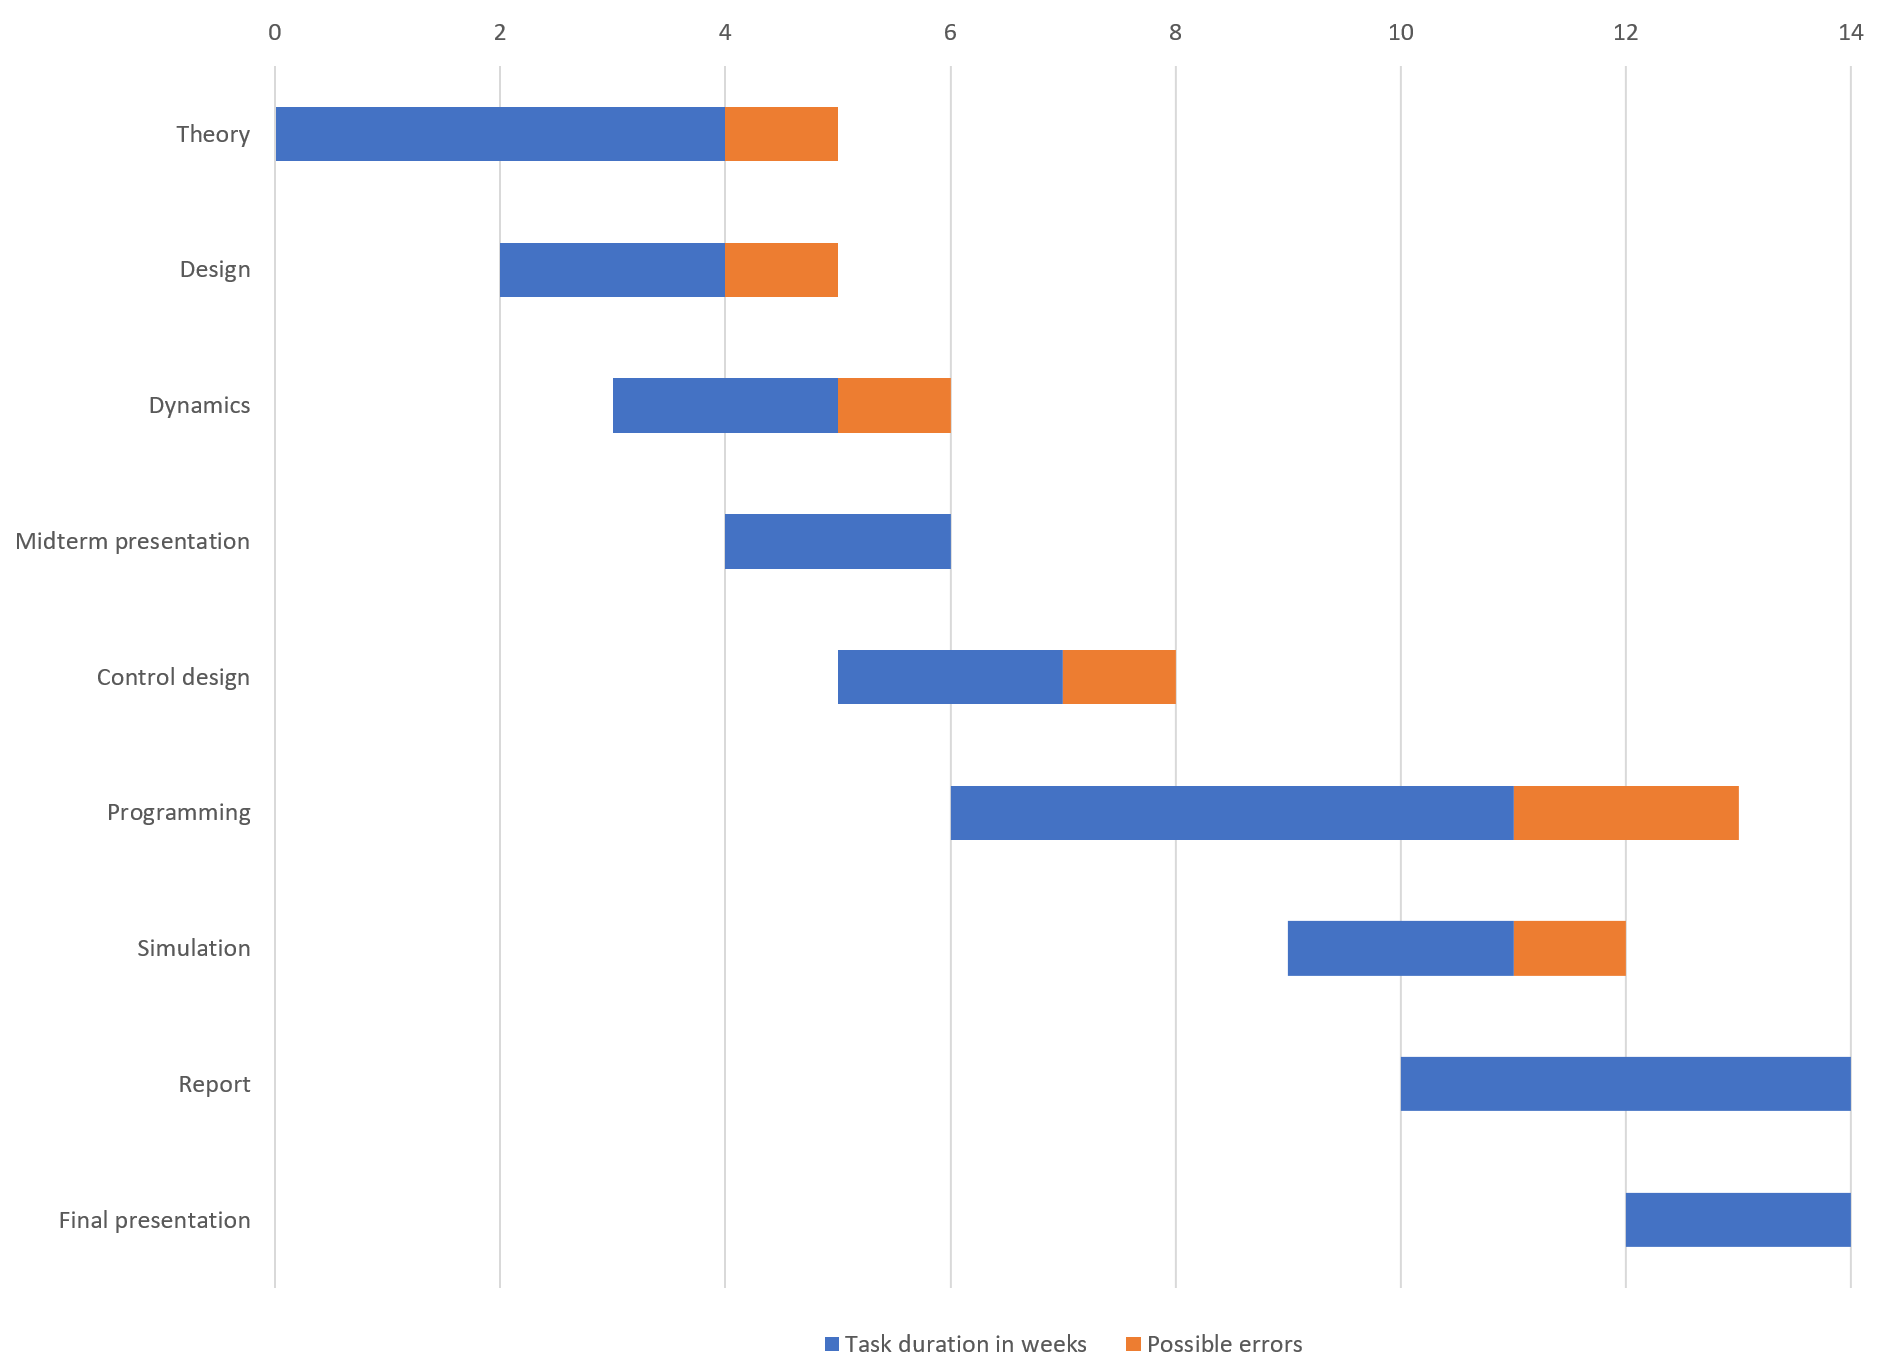 0 2 4 6 8 10 12 14
Theory
Design
Dynamics
Midterm presentation
Control design
Programming
Simulation
Report
Final presentation
Task duration in weeks Possible errors